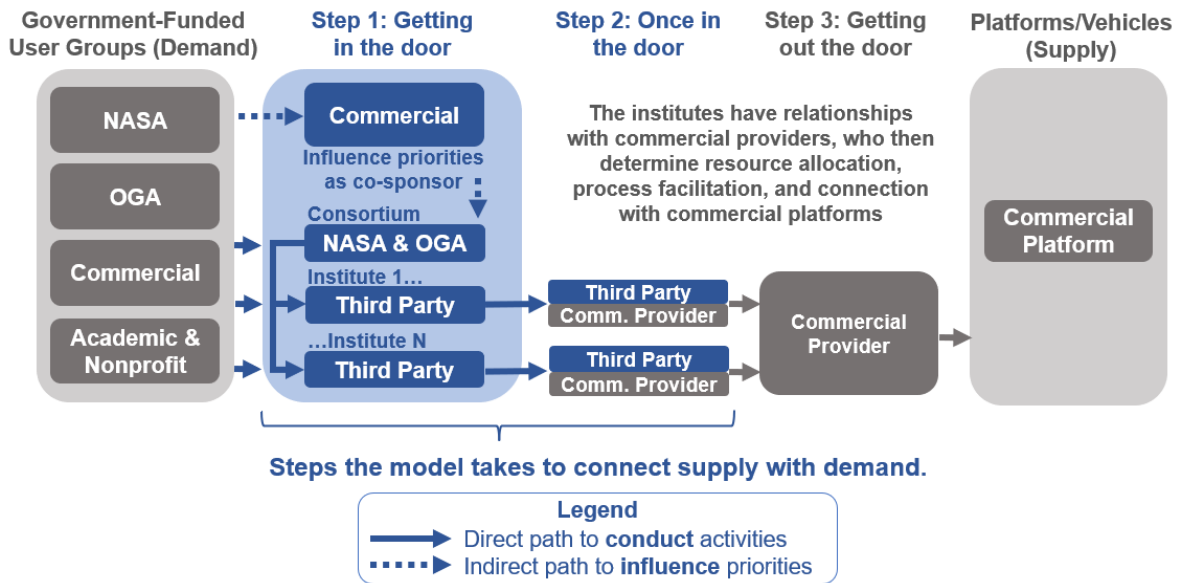 Government-Funded
User Groups (Demand)
Step 1: Getting
in the door
Step 2: Once in
the door
Step 3: Getting
out the door
Platforms/Vehicles
(Supply)
NASA
OGA
Commercial
Academic &
Nonprofit
Commercial
Influence priorities
as co-sponsor
Consortium
NASA & OGA
Institute 1…
Third Party
…Institute N
Third Party
The institutes have relationships
with commercial providers, who then
determine resource allocation,
process facilitation, and connection
with commercial platforms
Third Party
Comm. Provider
Third Party
Comm. Provider
Commercial
Provider
Commercial
Platform
Steps the model takes to connect supply with demand.
Legend
Direct path to conduct activities
Indirect path to influence priorities